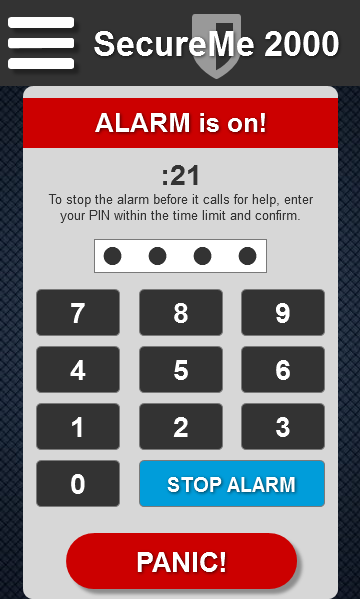 SecureMe 2000
ALARM is on!
:21
To stop the alarm before it calls for help, enter
your PIN within the time limit and confirm.
7 8 9
4 5 6
1 2 3
0 STOP ALARM
PANIC!